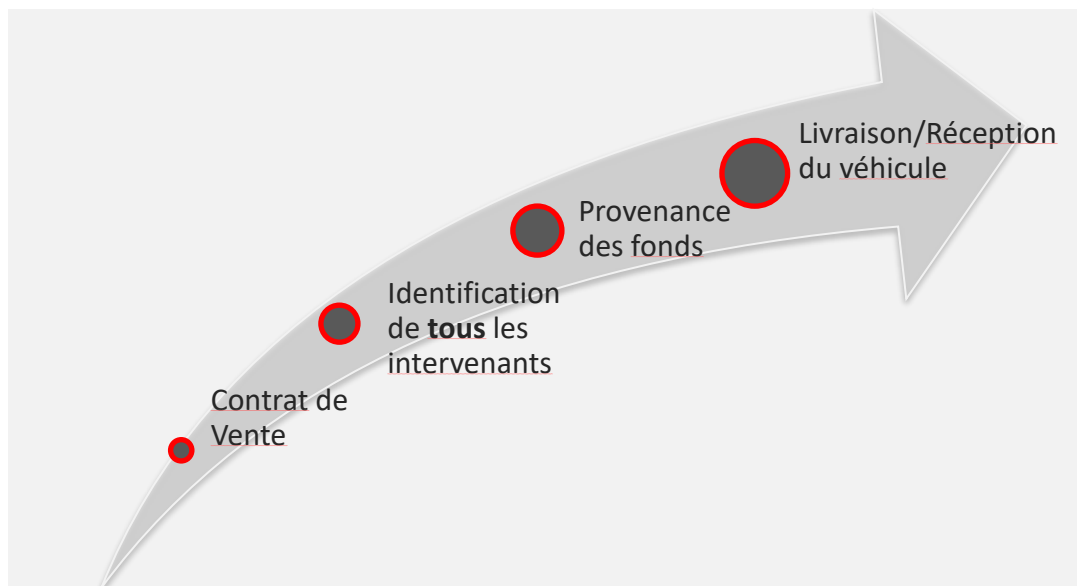 Livraison/Réception
du véhicule
Provenance
des fonds
Identification
de tous les
intervenants
Contrat de
Vente